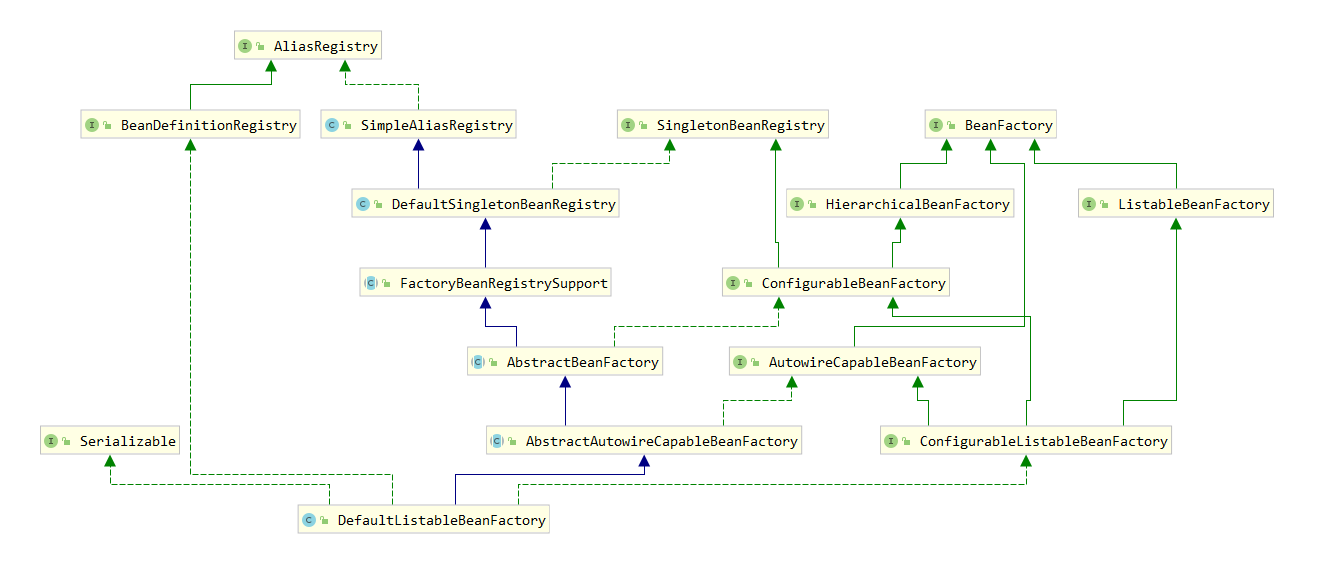 AliasRegistry
BeanDefinitionRegistry
SimpleAliasRegistry
SingletonBeanRegistry
BeanFactory
DefaultSingletonBeanRegistry
HierarchicalBeanFactory
ListableBeanFactory
FactoryBeanRegistrySupport
ConfigurableBeanFactory
AbstractBeanFactory
AutowireCapableBeanFactory
Serializable
AbstractAutowireCapableBeanFactory
ConfigurableListableBeanFactory
DefaultListableBeanFactory